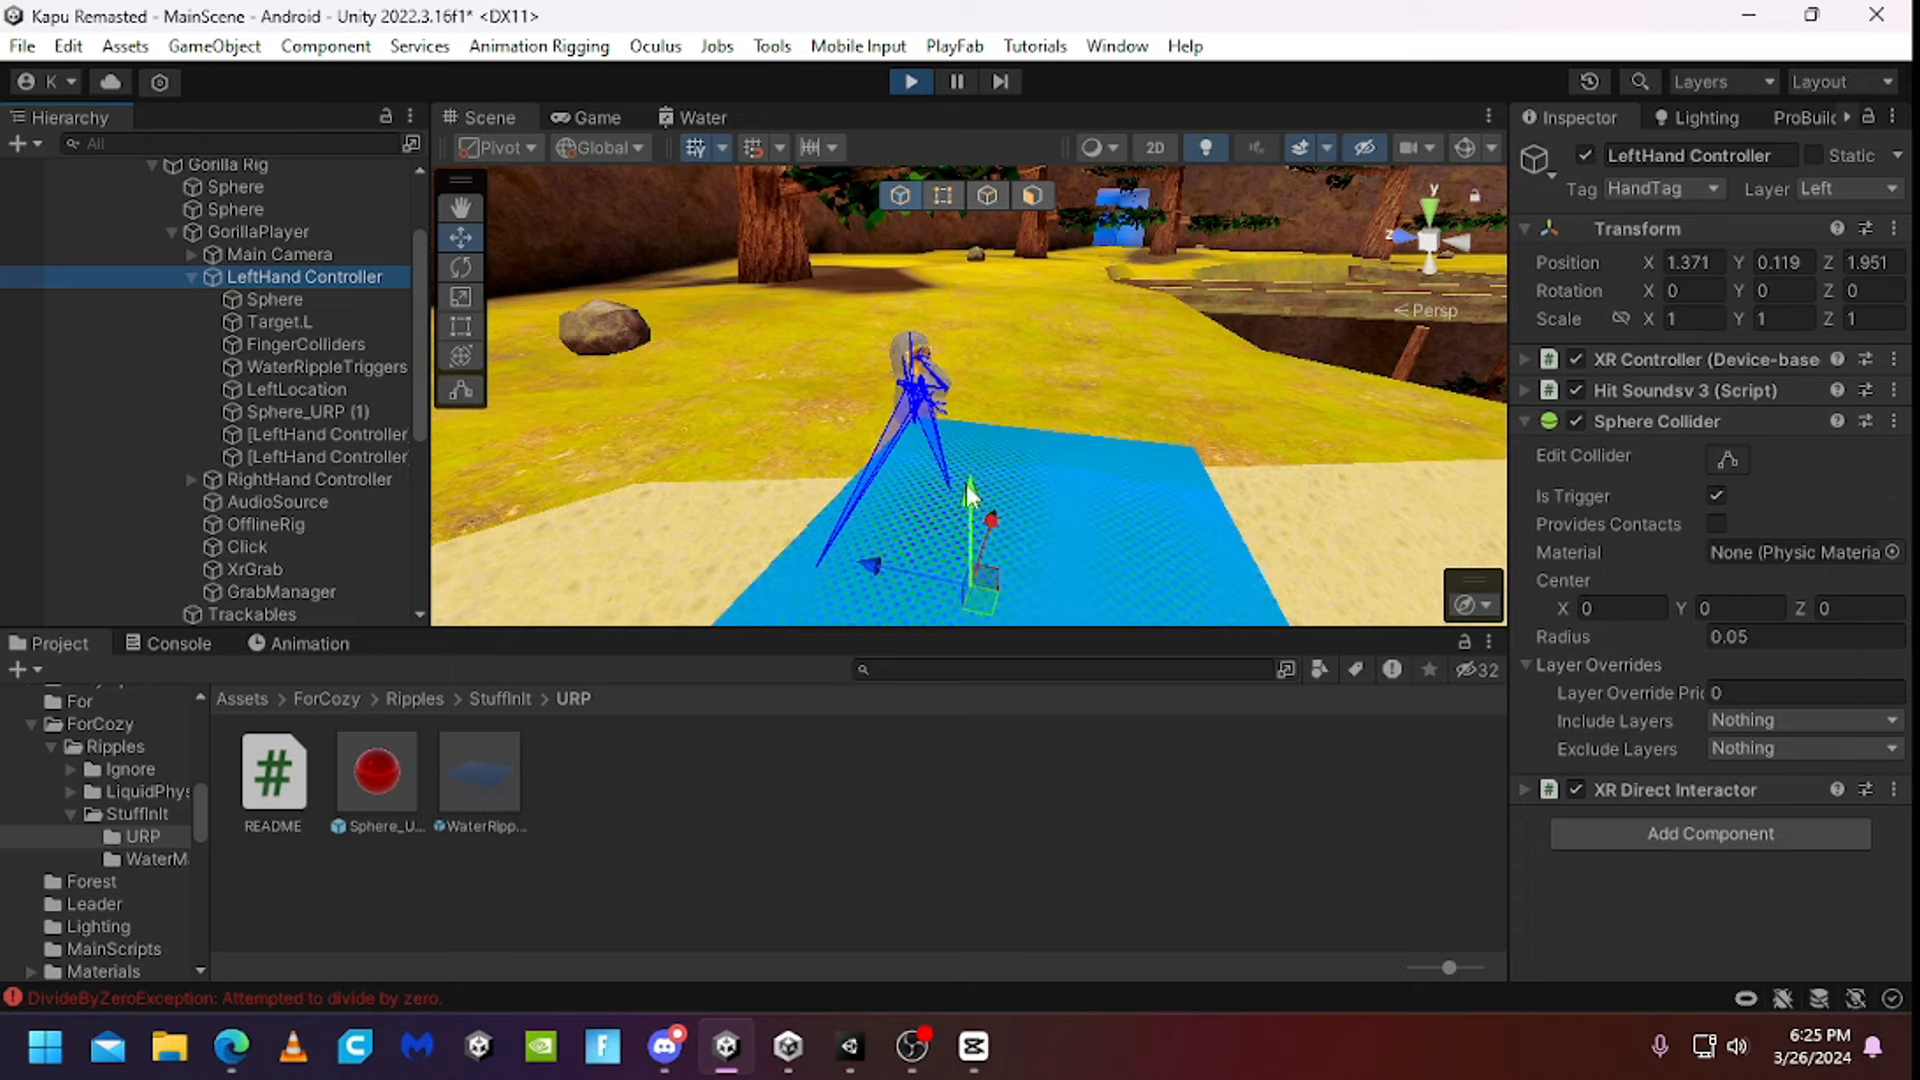 Kapu Remasted - MainScene - Android - Unity 2022.3.16f1* <DX11>
File Edit Assets GameObject Component Services Animation Rigging Oculus Jobs Tools Mobile Input PlayFab Tutorials Window Help
K Layers Layout
Hierarchy
All
Gorilla Rig
Sphere
Sphere
GorillaPlayer
Main Camera
LeftHand Controller
Sphere
Target.L
FingerColliders
WaterRippleTriggers
LeftLocation
Sphere_URP (1)
[LeftHand Controller
[LeftHand Controller
RightHand Controller
AudioSource
OfflineRig
Click
XrGrab
GrabManager
Trackables
Scene Game Water
Pivot Global 2D
y
z
Persp
Inspector Lighting ProBuilc
LeftHand Controller Static
Tag HandTag Layer Left
Transform
Position X 1.371 Y 0.119 Z 1.951
Rotation X 0 Y 0 Z 0
Scale X 1 Y 1 Z 1
XR Controller (Device-base
Hit Soundsv 3 (Script)
Sphere Collider
Edit Collider
Is Trigger
Provides Contacts
Material None (Physic Materia
Center
X 0 Y 0 Z 0
Radius 0.05
Layer Overrides
Layer Override Pric 0
Include Layers Nothing
Exclude Layers Nothing
XR Direct Interactor
Add Component
Project Console Animation
32
For
ForCozy
Ripples
Ignore
LiquidPhys
StuffInIt
URP
WaterM
Forest
Leader
Lighting
MainScripts
Materials
Assets > ForCozy > Ripples > StuffInIt > URP
README
Sphere_U...
WaterRipp...
DivideByZeroException: Attempted to divide by zero.
6:25 PM
3/26/2024